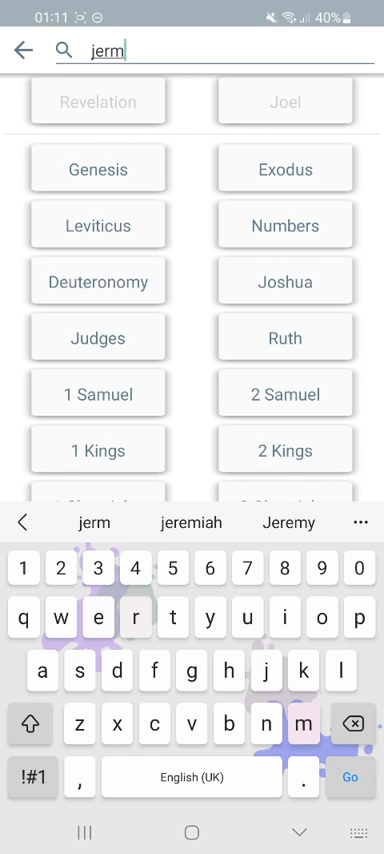 01:11 40%
jerm
Revelation Joel
Genesis Exodus
Leviticus Numbers
Deuteronomy Joshua
Judges Ruth
1 Samuel 2 Samuel
1 Kings 2 Kings
jerm jeremiah Jeremy ...
1 2 3 4 5 6 7 8 9 0
q w e r t y u i o p
a s d f g h j k l
z x c v b n m
!#1 , English (UK) . Go